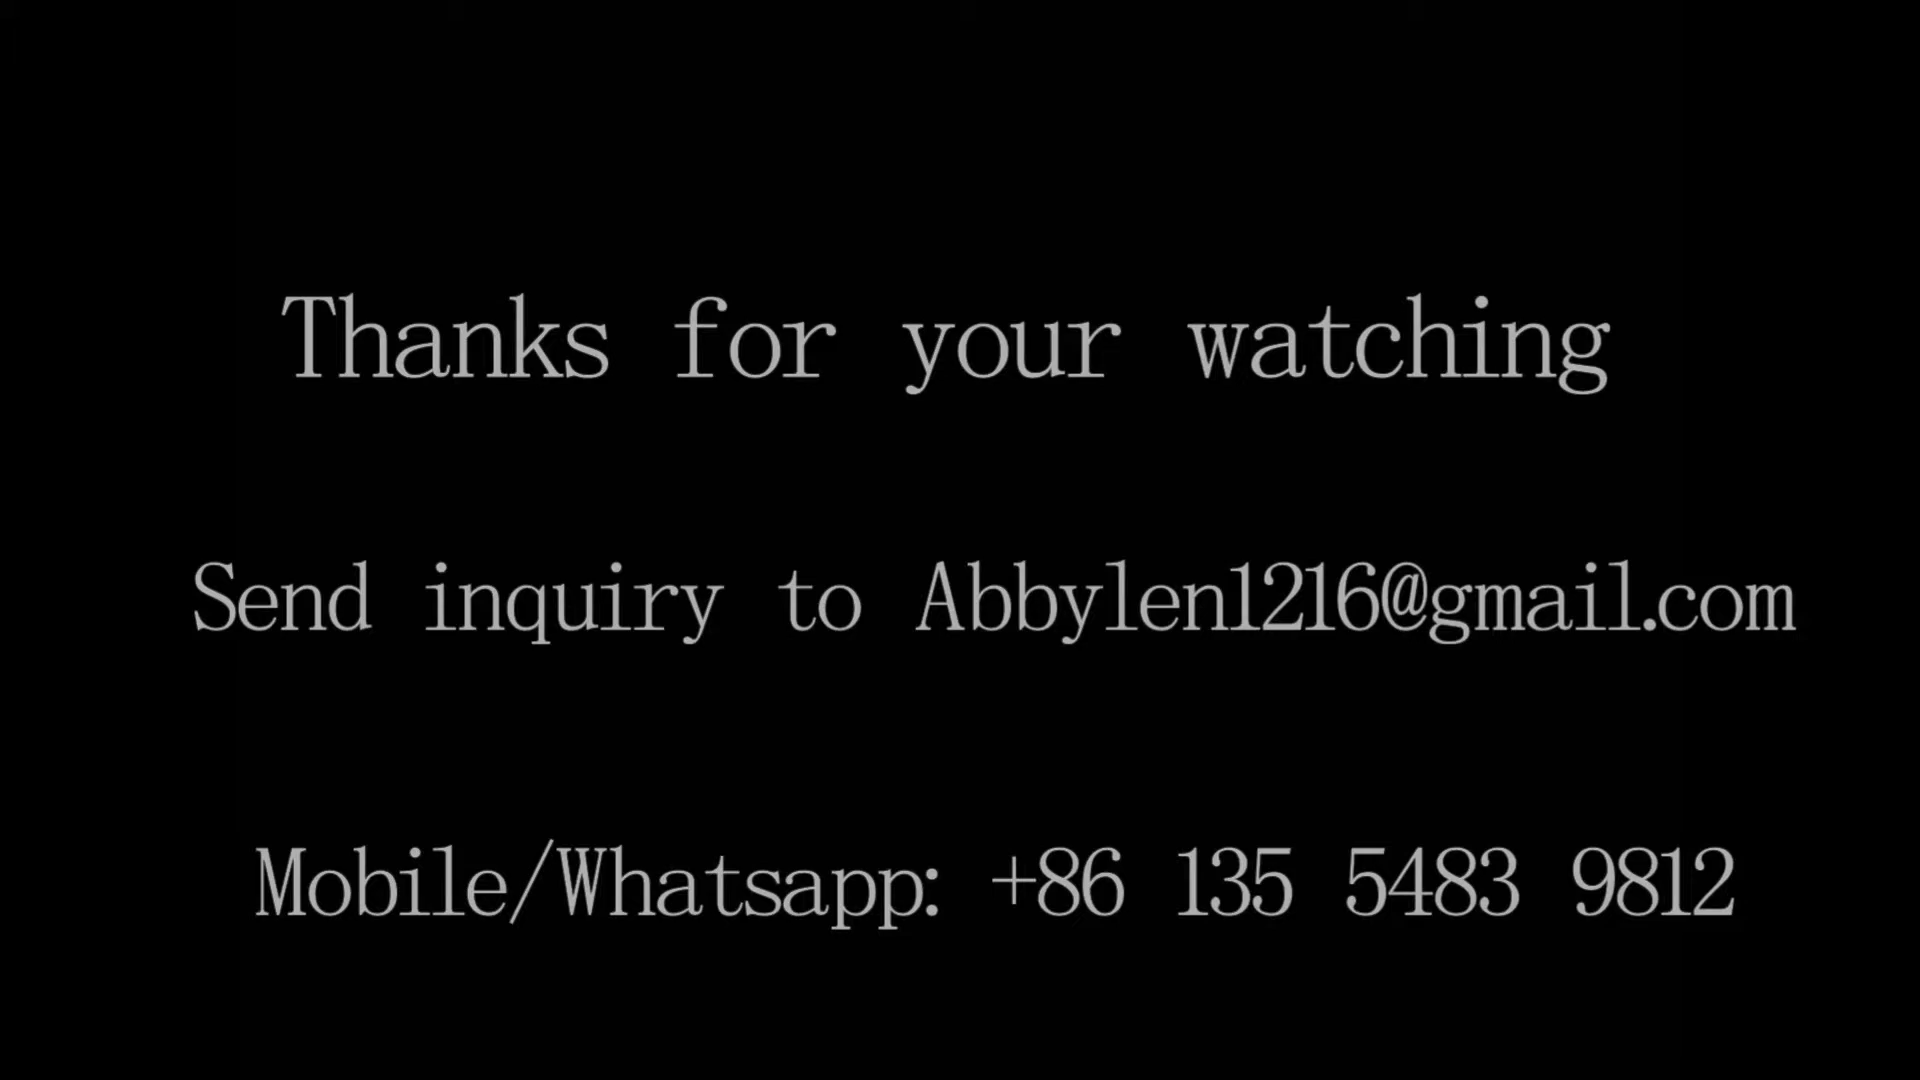 Thanks for your watching
Send inquiry to Abbylen1216@gmail.com
Mobile/Whatsapp: +86 135 5483 9812